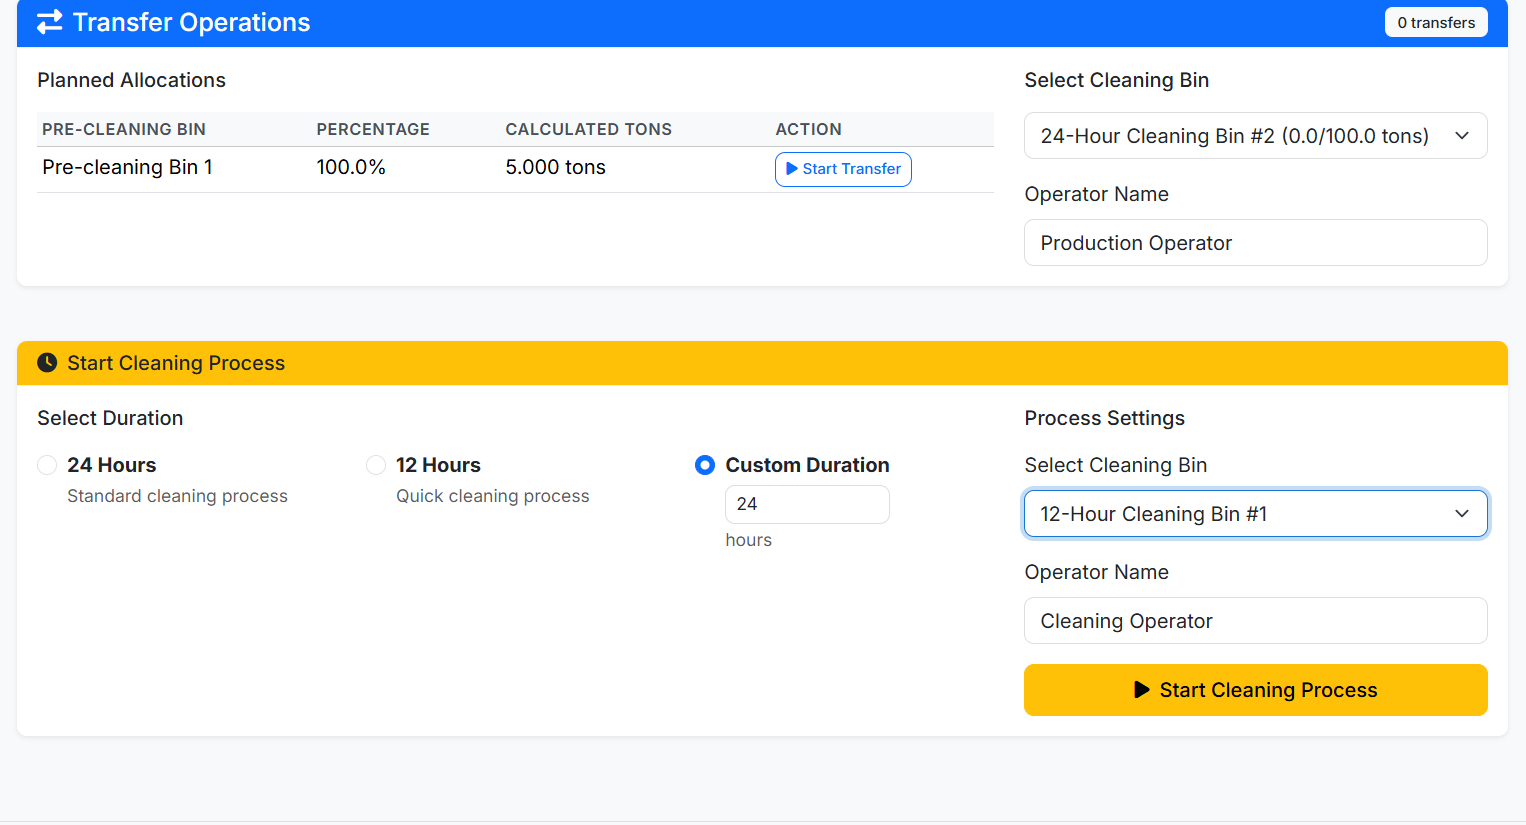 Transfer Operations
0 transfers
Planned Allocations
PRE-CLEANING BIN PERCENTAGE CALCULATED TONS ACTION
Pre-cleaning Bin 1 100.0% 5.000 tons Start Transfer
Select Cleaning Bin
24-Hour Cleaning Bin #2 (0.0/100.0 tons)
Operator Name
Production Operator
Start Cleaning Process
Select Duration
24 Hours
Standard cleaning process
12 Hours
Quick cleaning process
Custom Duration
24
hours
Process Settings
Select Cleaning Bin
12-Hour Cleaning Bin #1
Operator Name
Cleaning Operator
Start Cleaning Process